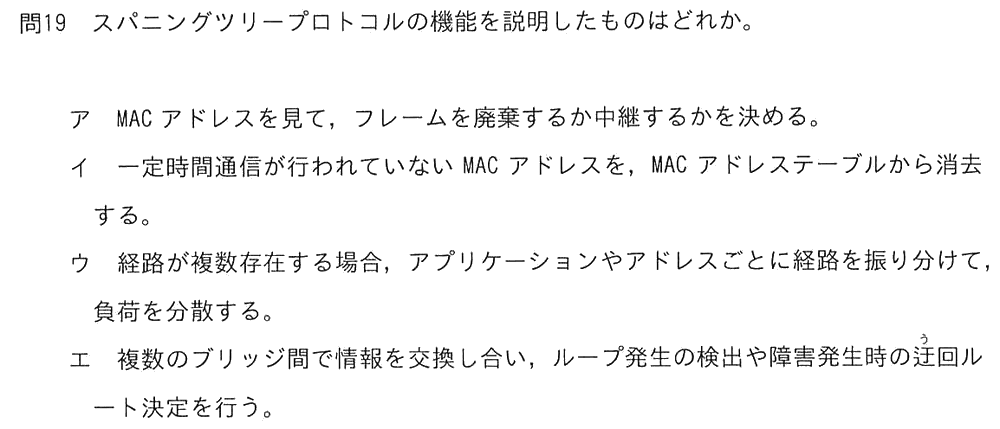 問19 スパニングツリープロトコルの機能を説明したものはどれか。
ア MAC アドレスを見て，フレームを廃棄するか中継するかを決める。
イ 一定時間通信が行われていない MAC アドレスを，MAC アドレステーブルから消去
する。
ウ 経路が複数存在する場合，アプリケーションやアドレスごとに経路を振り分けて，
負荷を分散する。
う
エ 複数のブリッジ間で情報を交換し合い，ループ発生の検出や障害発生時の迂回ル
ート決定を行う。